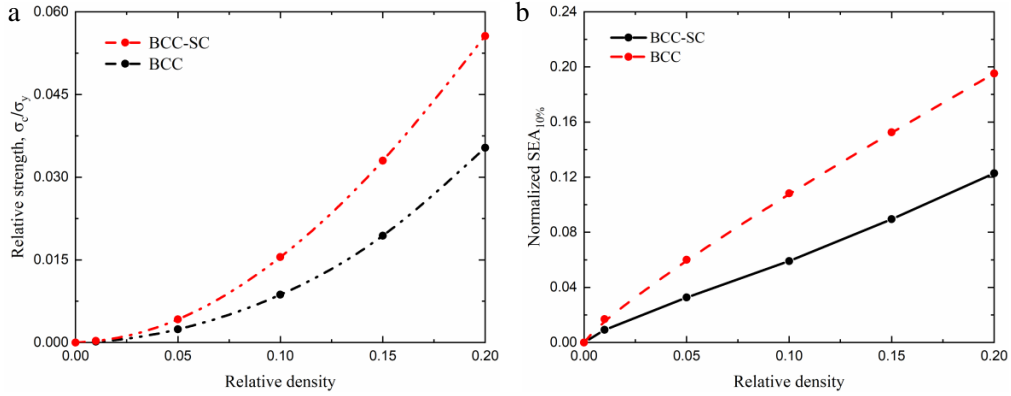 a
0.060
0.045
0.030
0.015
0.000
Relative strength, σc/σy
BCC-SC
BCC
0.00 0.05 0.10 0.15 0.20
Relative density
b
0.24
0.20
0.16
0.12
0.08
0.04
0.00
Normalized SEA10%
BCC-SC
BCC
0.00 0.05 0.10 0.15 0.20
Relative density